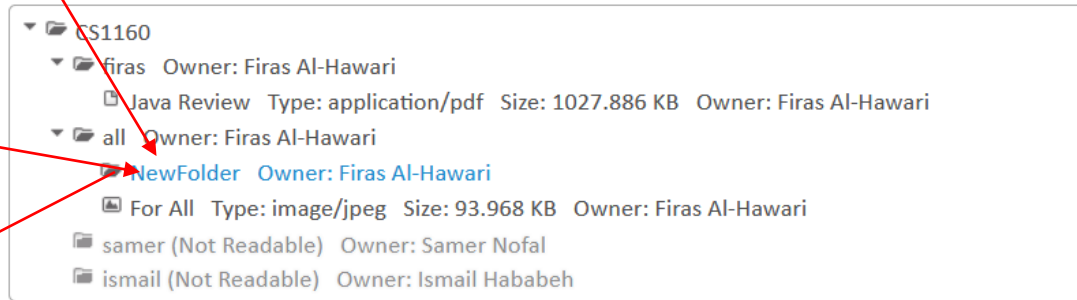 CS1160
firas Owner: Firas Al-Hawari
Java Review Type: application/pdf Size: 1027.886 KB Owner: Firas Al-Hawari
all Owner: Firas Al-Hawari
NewFolder Owner: Firas Al-Hawari
For All Type: image/jpeg Size: 93.968 KB Owner: Firas Al-Hawari
samer (Not Readable) Owner: Samer Nofal
ismail (Not Readable) Owner: Ismail Hababeh